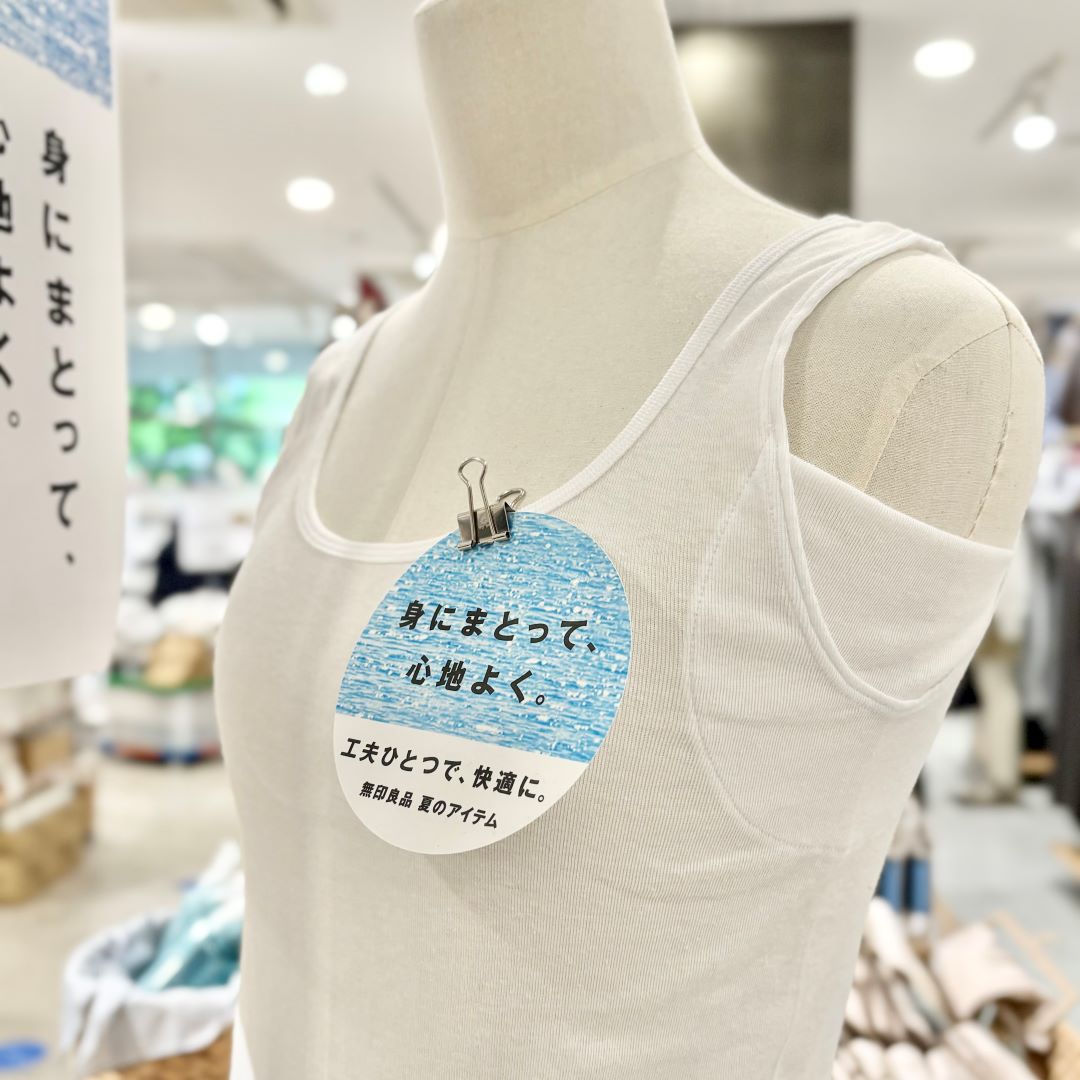 身にまとって、
心地よく。
身にまとって、
心地よく。
工夫ひとつで、快適に。
無印良品 夏のアイテム